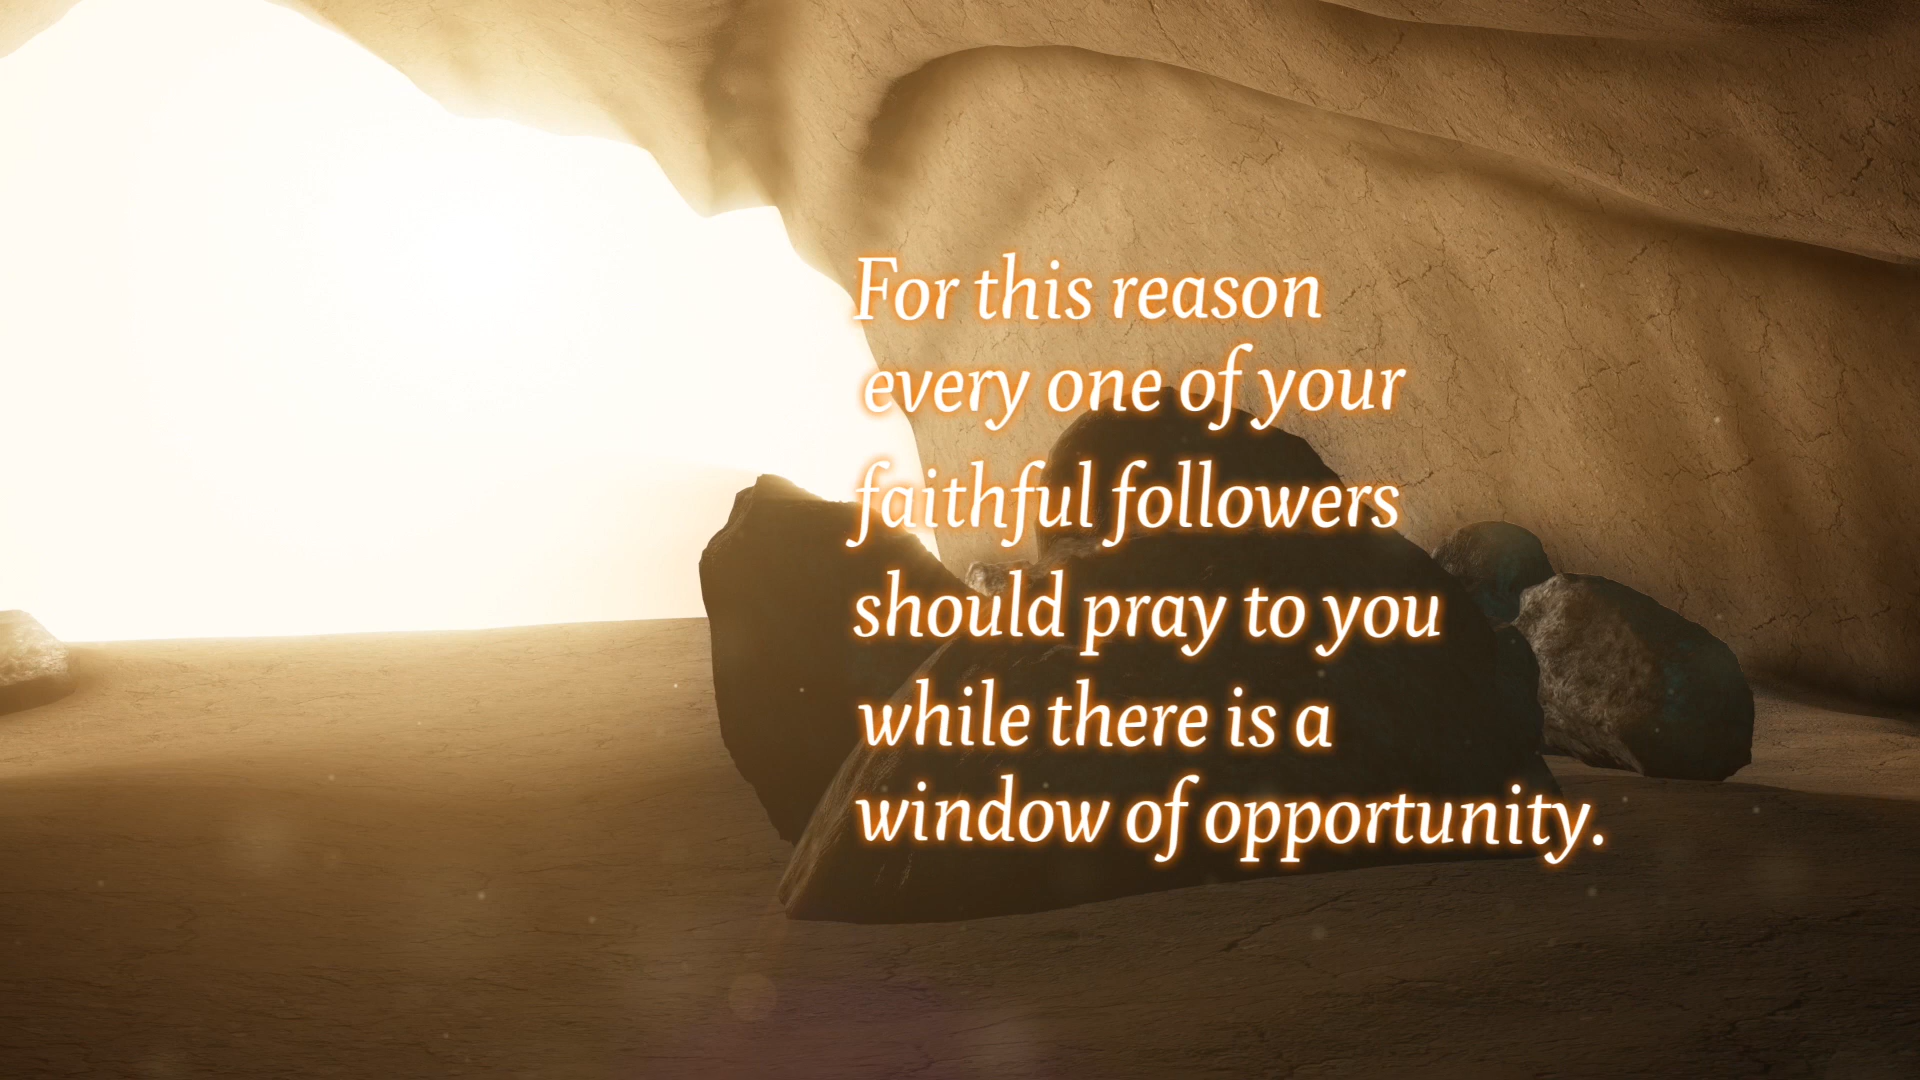 For this reason
every one of your
faithful followers
should pray to you
while there is a
window of opportunity.